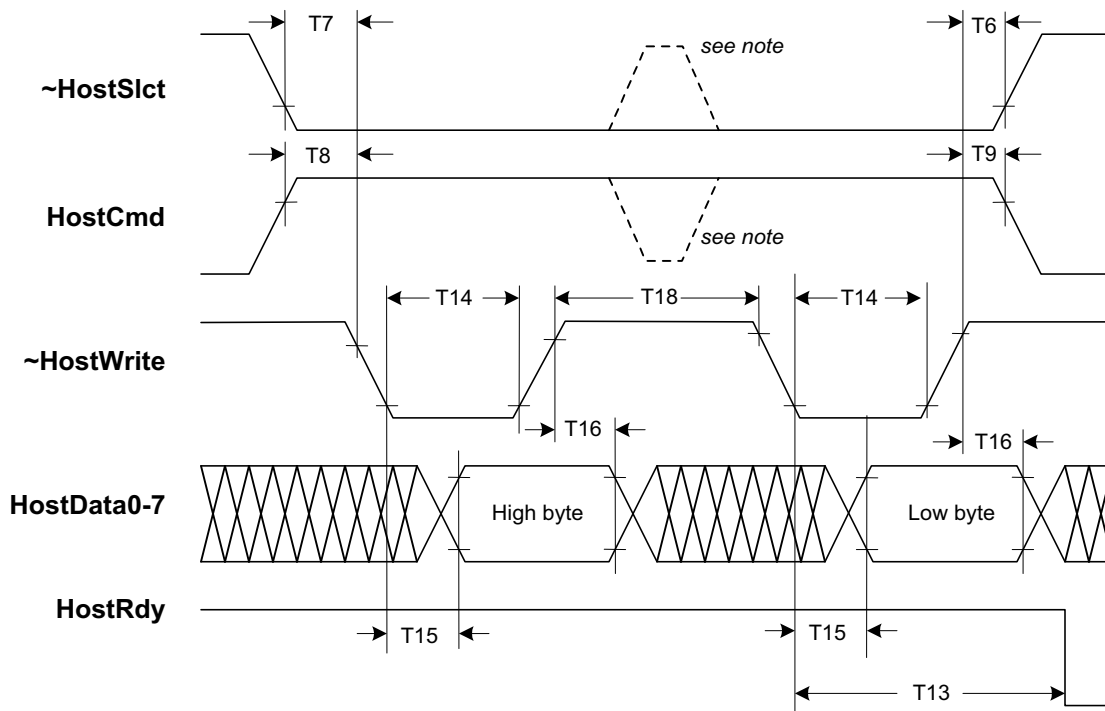 T7
T6
see note
~HostSlct
T8
T9
HostCmd
see note
T14
T18
T14
~HostWrite
T16
T16
HostData0-7
High byte
Low byte
HostRdy
T15
T15
T13